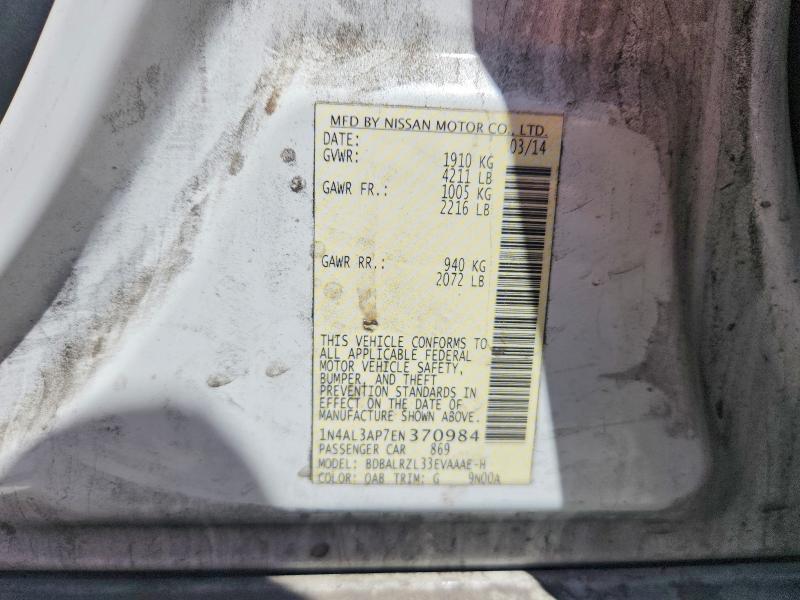 MFD BY NISSAN MOTOR CO., LTD.
DATE: 03/14
GVWR: 1910 KG
4211 LB
GAWR FR.: 1005 KG
2216 LB
GAWR RR.: 940 KG
2072 LB
THIS VEHICLE CONFORMS TO
ALL APPLICABLE FEDERAL
MOTOR VEHICLE SAFETY,
BUMPER, AND THEFT
PREVENTION STANDARDS IN
EFFECT ON THE DATE OF
MANUFACTURE SHOWN ABOVE.
1N4AL3AP7EN370984
PASSENGER CAR 869
MODEL: BDBALRZL33EVAAAE-H
COLOR: QAB TRIM: G 9N00A